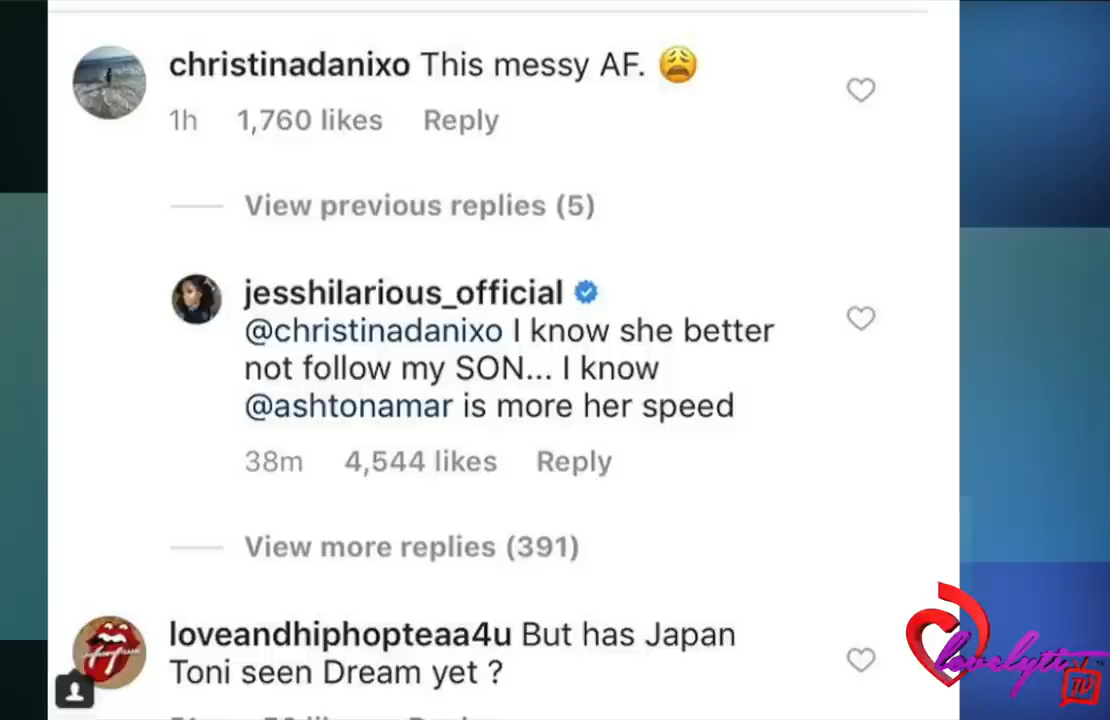 christinadanixo This messy AF. 😩
1h 1,760 likes Reply
View previous replies (5)
jesshilarious_official
@christinadanixo I know she better
not follow my SON... I know
@ashtonamar is more her speed
38m 4,544 likes Reply
View more replies (391)
loveandhiphopteaa4u But has Japan
Toni seen Dream yet ?
lovelyti
TV